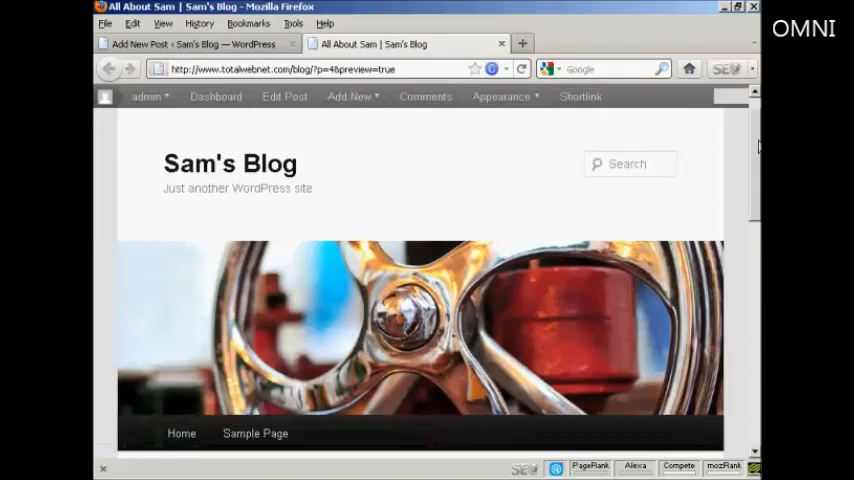 All About Sam | Sam's Blog - Mozilla Firefox
OMNI
File Edit View History Bookmarks Tools Help
Add New Post ‹ Sam's Blog — WordPress
All About Sam | Sam's Blog
http://www.totalwebnet.com/blog/?p=4&preview=true
Google
SEO
admin Dashboard Edit Post Add New Comments Appearance Shortlink
Sam's Blog
Search
Just another WordPress site
Home Sample Page
SEO PageRank Alexa Compete mozRank